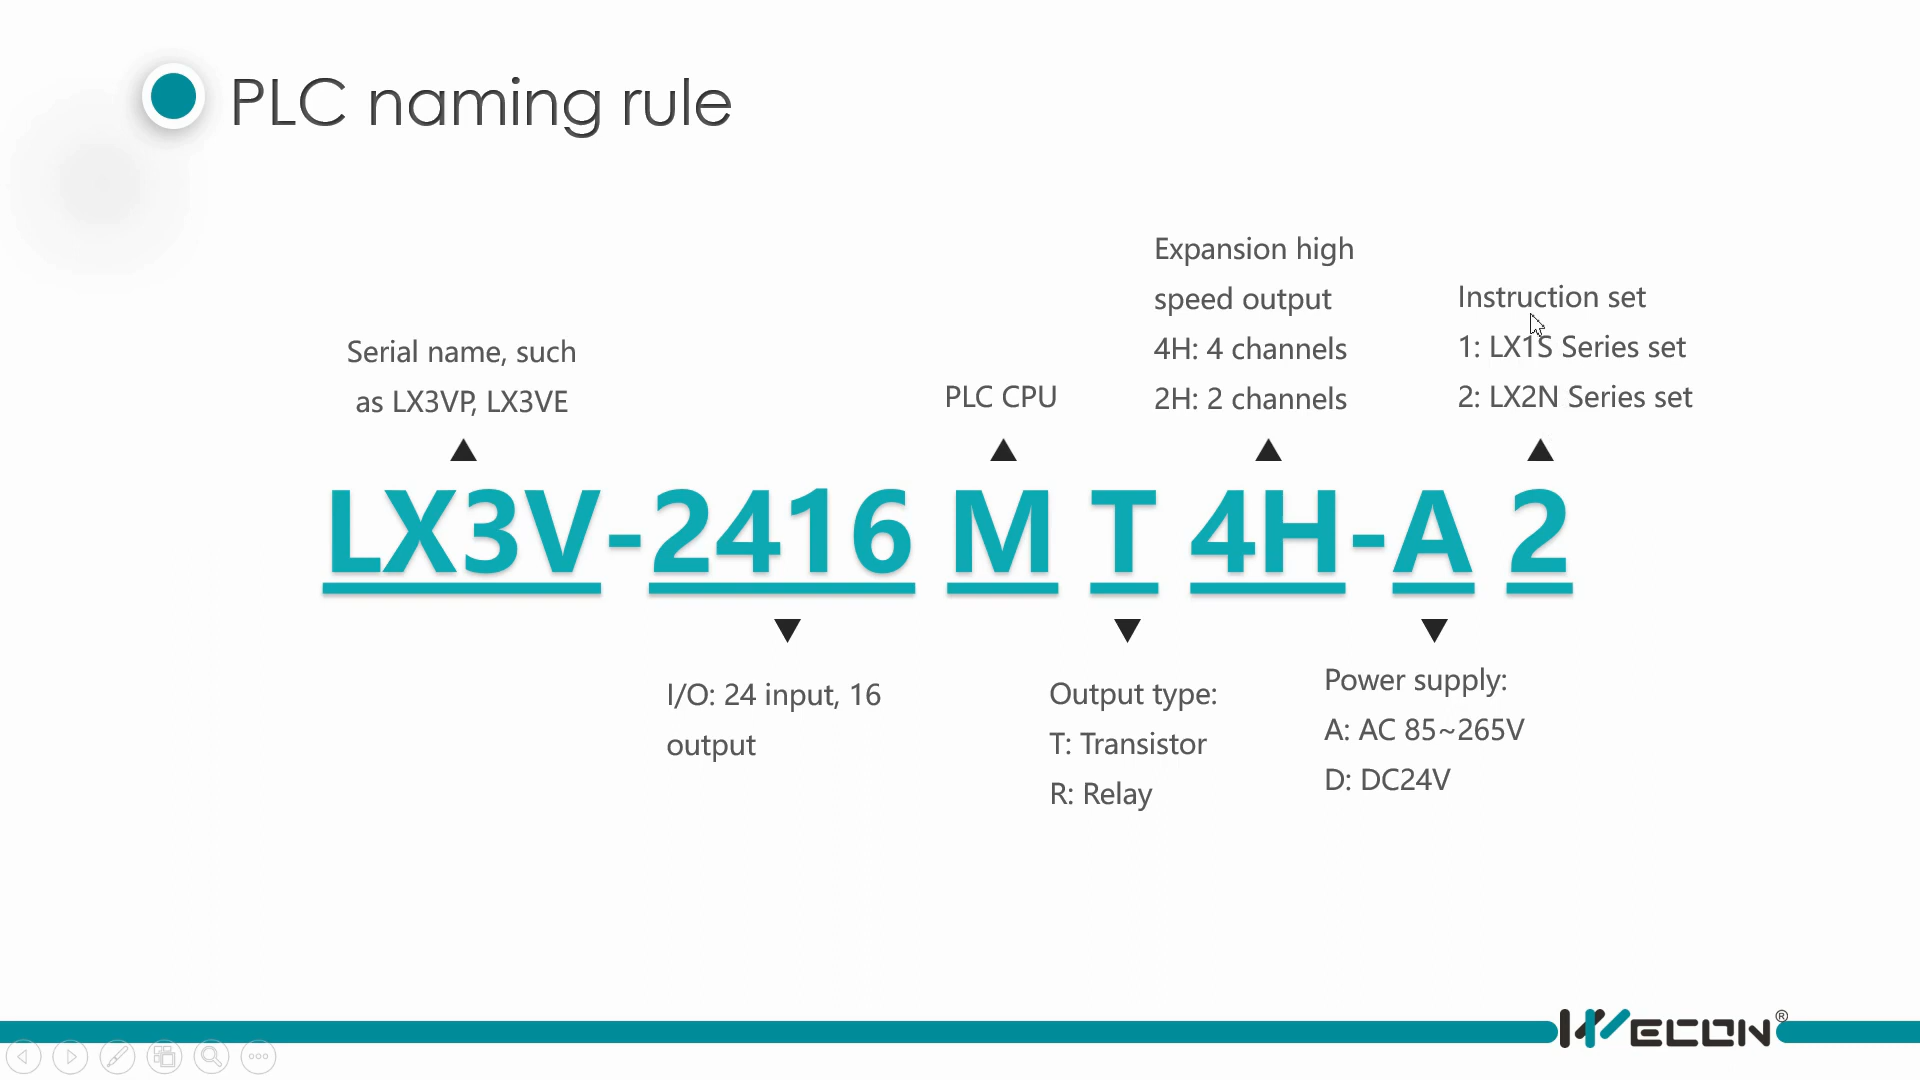 PLC naming rule
Expansion high
speed output
4H: 4 channels
2H: 2 channels
Instruction set
1: LX1S Series set
2: LX2N Series set
Serial name, such
as LX3VP, LX3VE
PLC CPU
LX3V-2416 M T 4H-A 2
I/O: 24 input, 16
output
Output type:
T: Transistor
R: Relay
Power supply:
A: AC 85~265V
D: DC24V
WECON®